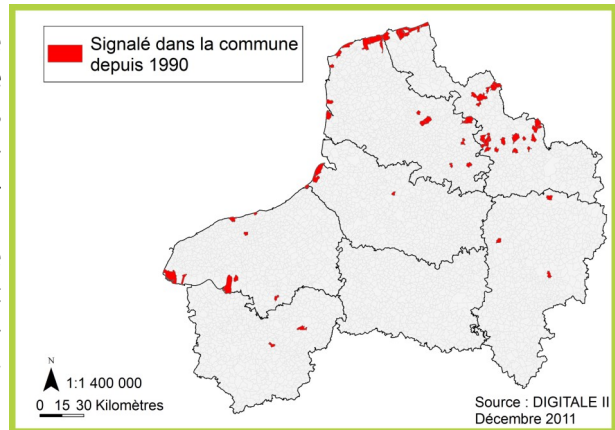 Signalé dans la commune
depuis 1990
N
1:1 400 000
0 15 30 Kilomètres
Source : DIGITALE II
Décembre 2011